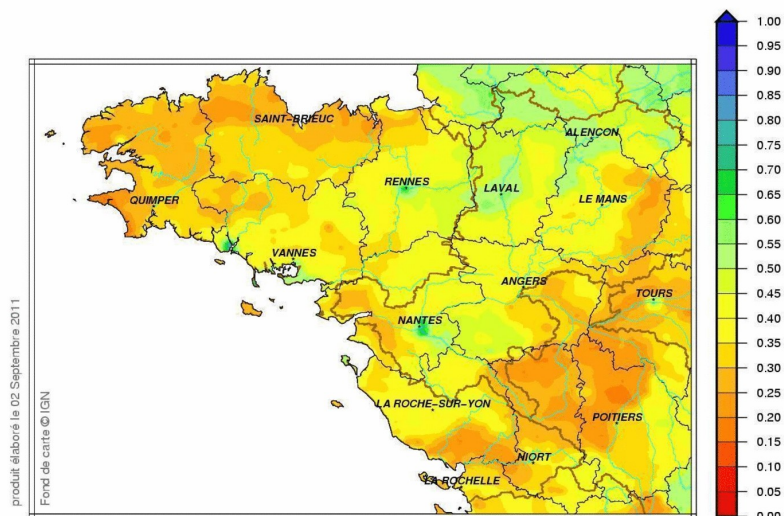 SAINT-BRIEUC
ALENCON
RENNES
LAVAL
LE MANS
QUIMPER
VANNES
ANGERS
TOURS
NANTES
LA ROCHE-SUR-YON
POITIERS
NIORT
LA ROCHELLE
produit élaboré le 02 Septembre 2011
Fond de carte © IGN
1.00
0.95
0.90
0.85
0.80
0.75
0.70
0.65
0.60
0.55
0.50
0.45
0.40
0.35
0.30
0.25
0.20
0.15
0.10
0.05
0.00